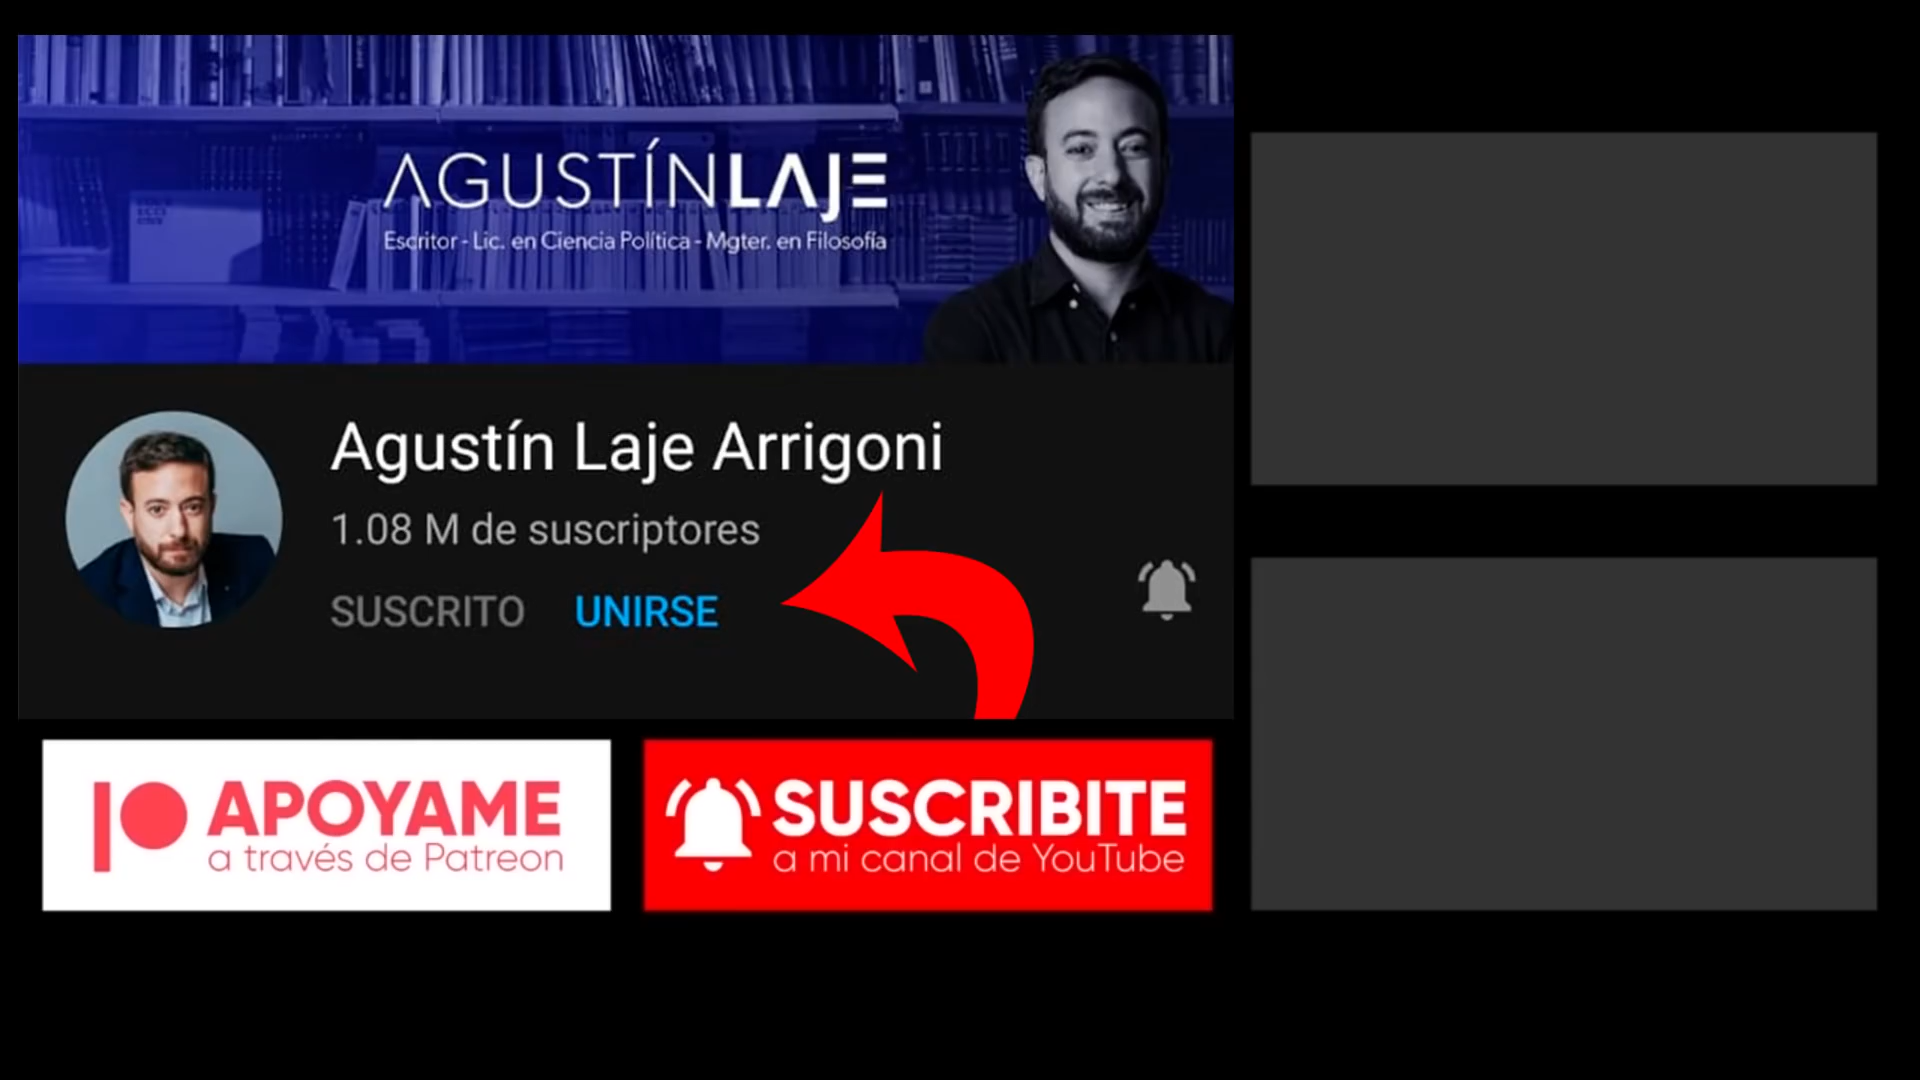 AGUSTÍNLAJE
Escritor - Lic. en Ciencia Política - Mgter. en Filosofía
Agustín Laje Arrigoni
1.08 M de suscriptores
SUSCRITO UNIRSE
APOYAME
a través de Patreon
SUSCRIBITE
a mi canal de YouTube